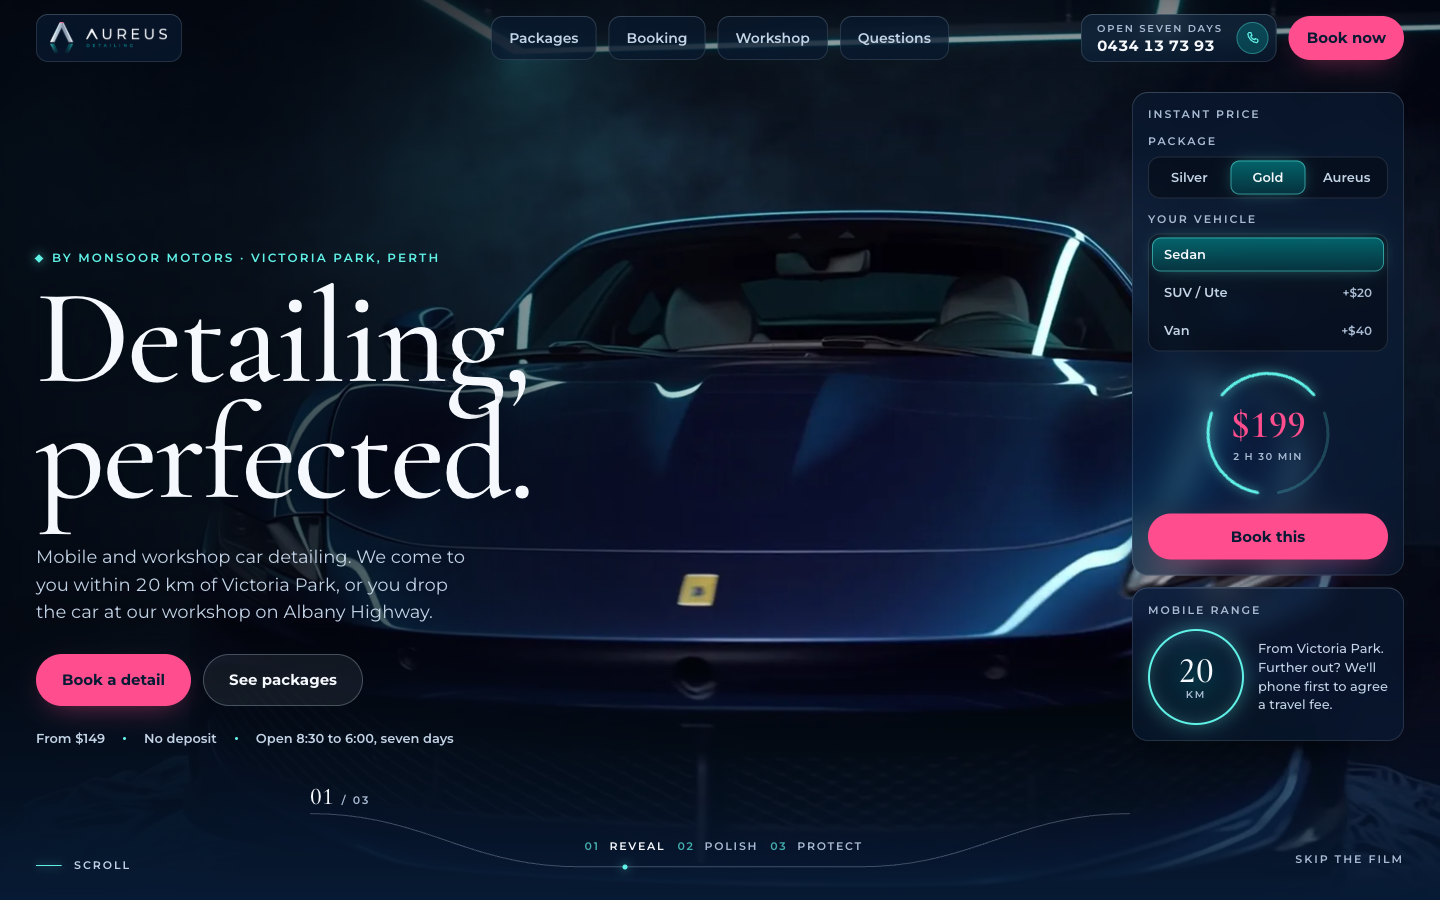 AUREUS
DETAILING
Packages
Booking
Workshop
Questions
OPEN SEVEN DAYS
0434 13 73 93
Book now
BY MONSOOR MOTORS · VICTORIA PARK, PERTH
Detailing,
perfected.
Mobile and workshop car detailing. We come to
you within 20 km of Victoria Park, or you drop
the car at our workshop on Albany Highway.
Book a detail
See packages
From $149 • No deposit • Open 8:30 to 6:00, seven days
INSTANT PRICE
PACKAGE
Silver
Gold
Aureus
YOUR VEHICLE
Sedan
SUV / Ute +$20
Van +$40
$199
2 H 30 MIN
Book this
MOBILE RANGE
20
KM
From Victoria Park.
Further out? We'll
phone first to agree
a travel fee.
01 / 03
01 REVEAL 02 POLISH 03 PROTECT
SCROLL
SKIP THE FILM